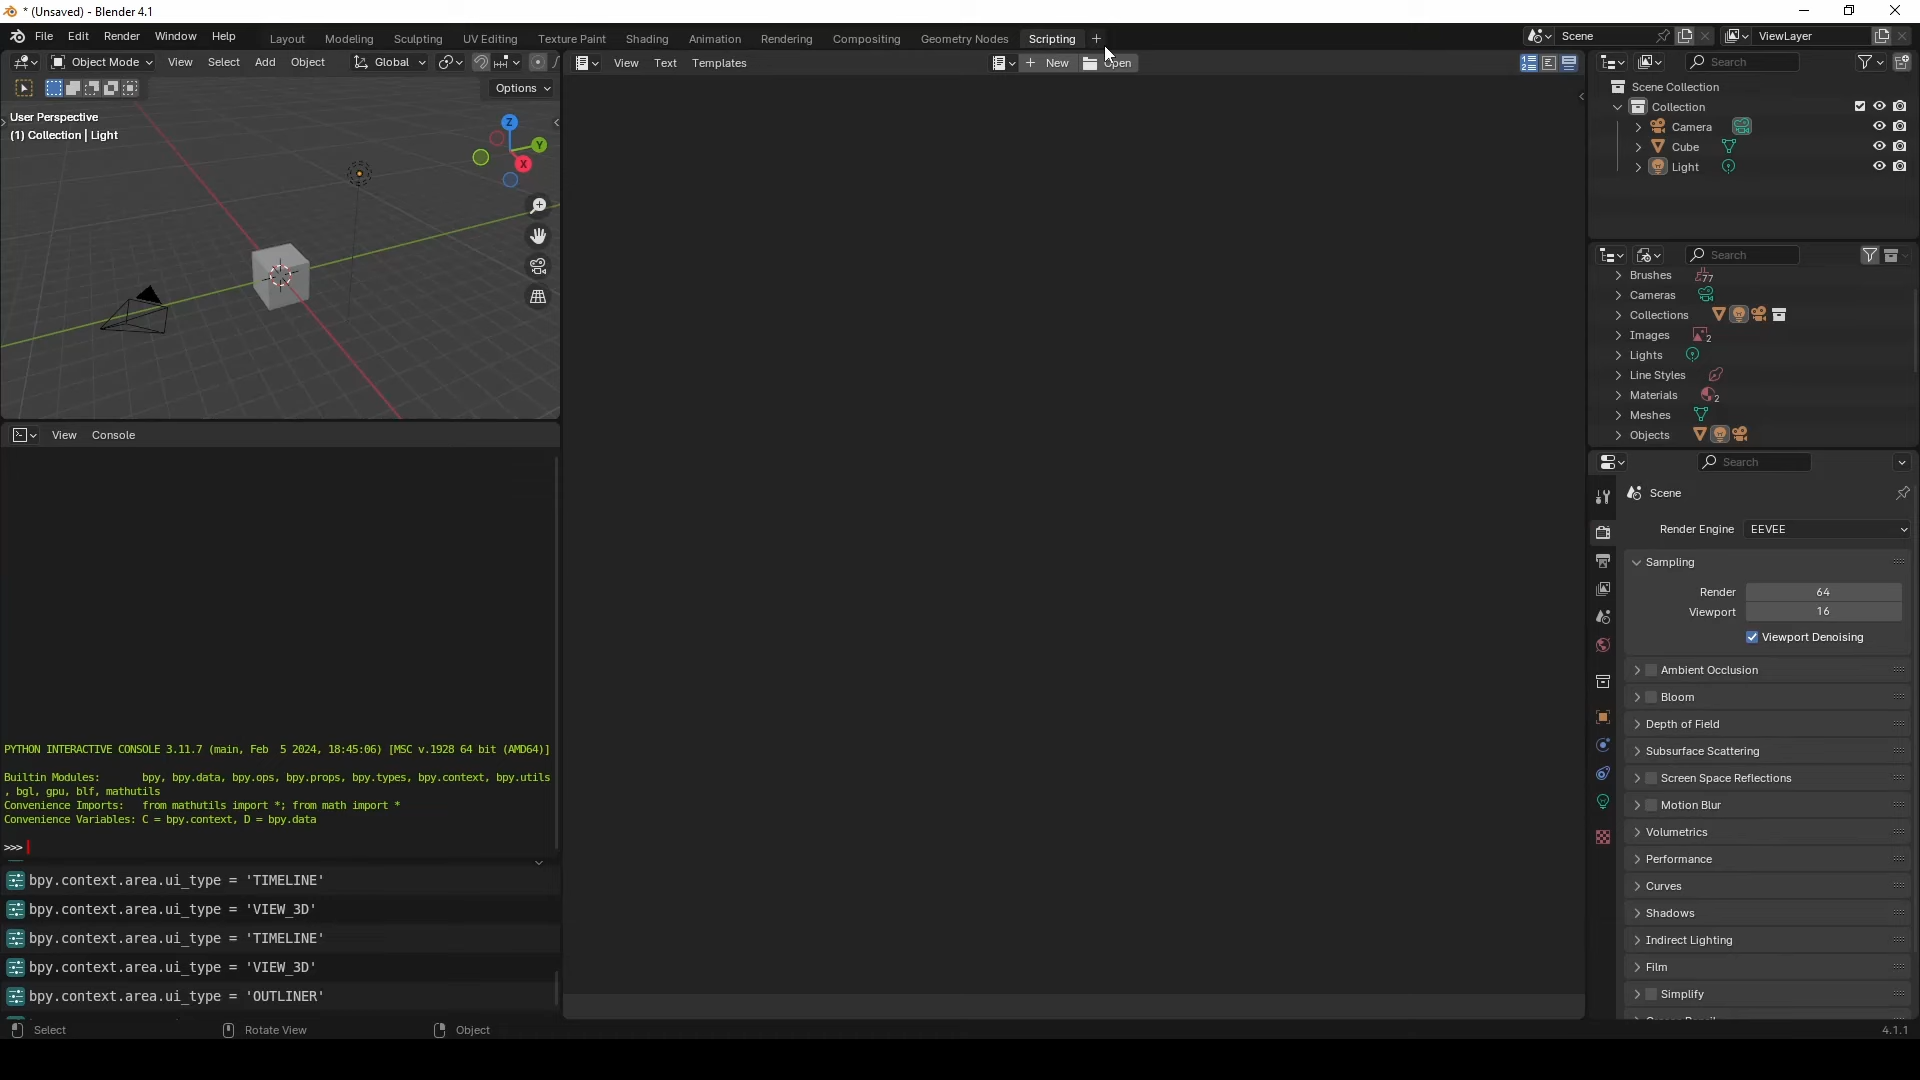 * (Unsaved) - Blender 4.1
File Edit Render Window Help
Layout Modeling Sculpting UV Editing Texture Paint Shading Animation Rendering Compositing Geometry Nodes Scripting +
Scene
ViewLayer
Object Mode View Select Add Object Global
Options
User Perspective
(1) Collection | Light
Z
Y
X
View Text Templates
+ New Open
Search
Scene Collection
Collection
Camera
Cube
Light
Search
Brushes 77
Cameras
Collections
Images 2
Lights
Line Styles
Materials 2
Meshes
Objects
View Console
PYTHON INTERACTIVE CONSOLE 3.11.7 (main, Feb  5 2024, 18:45:06) [MSC v.1928 64 bit (AMD64)]
Builtin Modules:      bpy, bpy.data, bpy.ops, bpy.props, bpy.types, bpy.context, bpy.utils
, bgl, gpu, blf, mathutils
Convenience Imports:   from mathutils import *; from math import *
Convenience Variables: C = bpy.context, D = bpy.data
>>>
bpy.context.area.ui_type = 'TIMELINE'
bpy.context.area.ui_type = 'VIEW_3D'
bpy.context.area.ui_type = 'TIMELINE'
bpy.context.area.ui_type = 'VIEW_3D'
bpy.context.area.ui_type = 'OUTLINER'
Search
Scene
Render Engine EEVEE
Sampling
Render 64
Viewport 16
Viewport Denoising
Ambient Occlusion
Bloom
Depth of Field
Subsurface Scattering
Screen Space Reflections
Motion Blur
Volumetrics
Performance
Curves
Shadows
Indirect Lighting
Film
Simplify
Select Rotate View Object
4.1.1